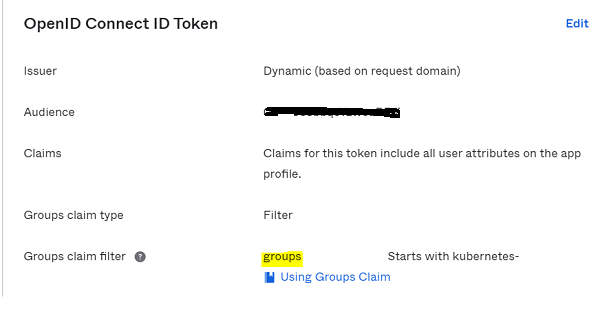 OpenID Connect ID Token
Edit
Issuer
Dynamic (based on request domain)
Audience
Claims
Claims for this token include all user attributes on the app
profile.
Groups claim type
Filter
Groups claim filter ?
groups
Starts with kubernetes-
Using Groups Claim